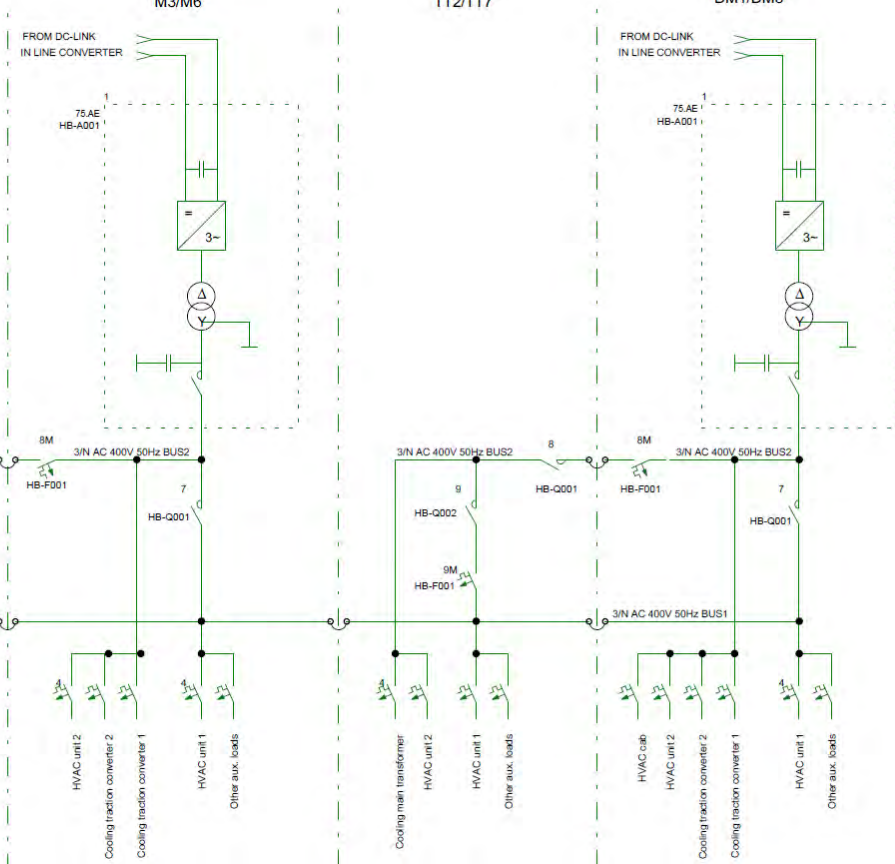 M3/M6
FROM DC-LINK
IN LINE CONVERTER
1
75.AE
HB-A001
=
3~
Δ
Y
8M
3/N AC 400V 50Hz BUS2
HB-F001
7
HB-Q001
4
4
HVAC unit 2
Cooling traction converter 2
Cooling traction converter 1
HVAC unit 1
Other aux. loads
3/N AC 400V 50Hz BUS2
8
HB-Q001
9
HB-Q002
9M
HB-F001
4
Cooling main transformer
HVAC unit 2
HVAC unit 1
Other aux. loads
FROM DC-LINK
IN LINE CONVERTER
1
75.AE
HB-A001
=
3~
Δ
Y
8M
3/N AC 400V 50Hz BUS2
HB-F001
7
HB-Q001
3/N AC 400V 50Hz BUS1
4
HVAC cab
HVAC unit 2
Cooling traction converter 2
Cooling traction converter 1
HVAC unit 1
Other aux. loads